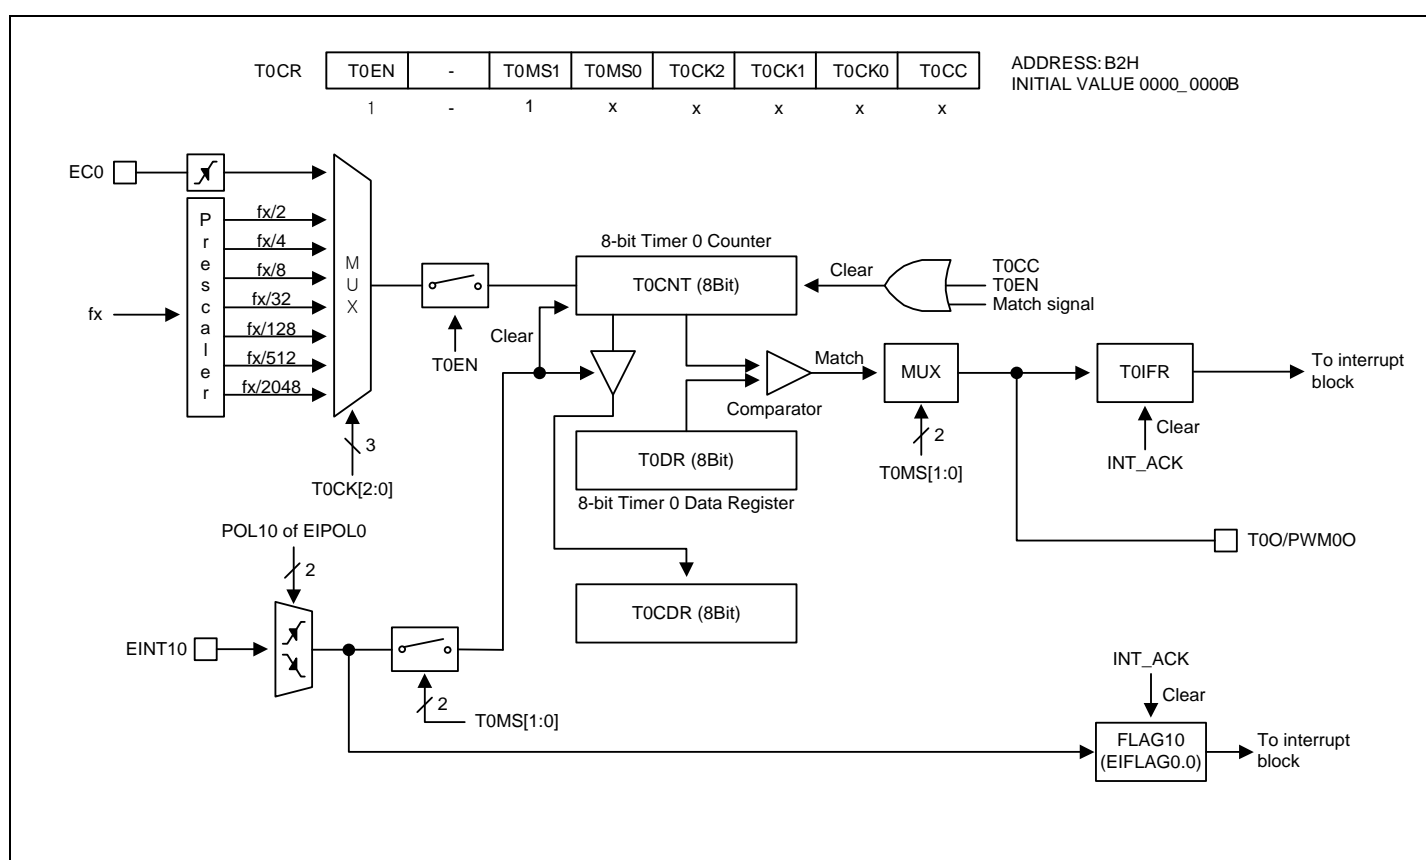 T0CR T0EN - T0MS1 T0MS0 T0CK2 T0CK1 T0CK0 T0CC
1 - 1 x x x x x
ADDRESS: B2H
INITIAL VALUE 0000_0000B
EC0
Prescaler
fx
fx/2
fx/4
fx/8
fx/32
fx/128
fx/512
fx/2048
MUX
3
T0CK[2:0]
T0EN
8-bit Timer 0 Counter
T0CNT (8Bit)
Clear
T0CC
T0EN
Match signal
Clear
Comparator
Match
MUX
2
T0MS[1:0]
T0IFR
Clear
INT_ACK
To interrupt
block
T0DR (8Bit)
8-bit Timer 0 Data Register
T0O/PWM0O
T0CDR (8Bit)
POL10 of EIPOL0
2
EINT10
2
T0MS[1:0]
INT_ACK
Clear
FLAG10
(EIFLAG0.0)
To interrupt
block